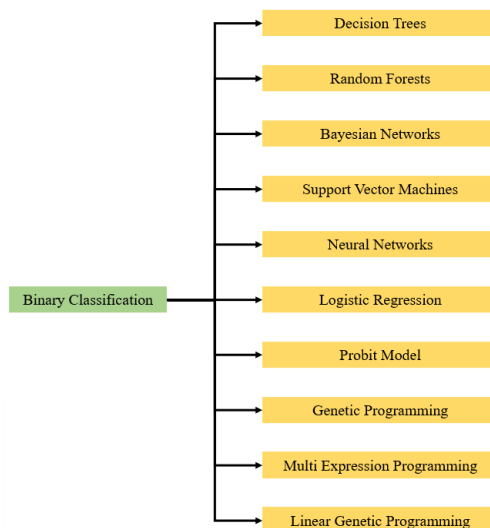 Decision Trees
Random Forests
Bayesian Networks
Support Vector Machines
Neural Networks
Binary Classification
Logistic Regression
Probit Model
Genetic Programming
Multi Expression Programming
Linear Genetic Programming